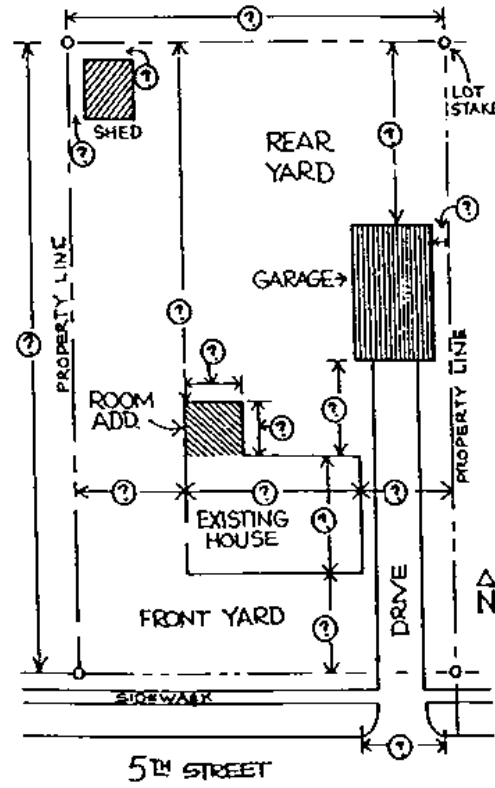 ?
?
LOT
STAKE
SHED
?
?
REAR
YARD
?
GARAGE
PROPERTY LINE
?
?
?
ROOM
ADD.
?
?
PROPERTY LINE
?
?
?
EXISTING
HOUSE
?
N
FRONT YARD
?
DRIVE
SIDEWALK
?
5TH STREET